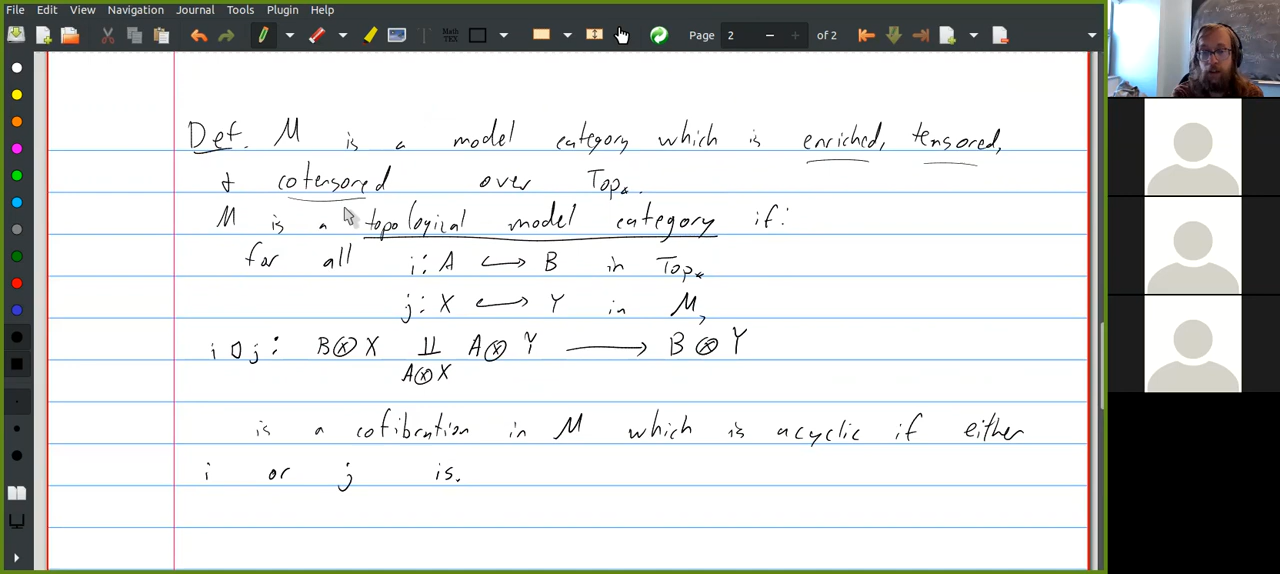 File Edit View Navigation Journal Tools Plugin Help
Math TEX Page 2 of 2
Def. M is a model category which is enriched, tensored,
& cotensored over Top*.
M is a topological model category if:
for all i: A ↪ B in Top*
j: X ↪ Y in M,
i □ j: B⊗X ⨿ A⊗Y ⟶ B⊗Y
A⊗X
is a cofibration in M which is acyclic if either
i or j is.